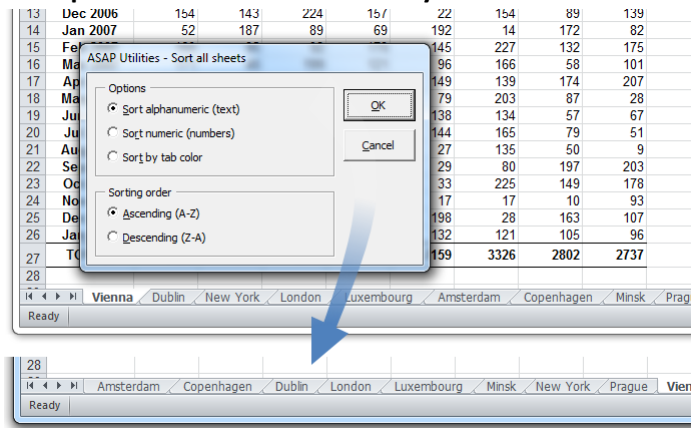 13 Dec 2006 154 143 224 157 22 154 89 139
14 Jan 2007 52 187 89 69 192 14 172 82
15 Fe 145 227 132 175
ASAP Utilities - Sort all sheets
16 Ma 96 166 58 101
17 Ap 149 139 174 207
Options
18 Ma 79 203 87 28
Sort alphanumeric (text)
OK
19 Ju 138 134 57 67
Sort numeric (numbers)
20 Ju 144 165 79 51
Cancel
21 Au 27 135 50 9
Sort by tab color
22 Se 29 80 197 203
23 Oc 33 225 149 178
Sorting order
24 No 17 17 10 93
Ascending (A-Z)
25 De 198 28 163 107
26 Ja 132 121 105 96
Descending (Z-A)
27 TO 159 3326 2802 2737
28
Vienna Dublin New York London Luxembourg Amsterdam Copenhagen Minsk Prag
Ready
28
Amsterdam Copenhagen Dublin London Luxembourg Minsk New York Prague Vien
Ready